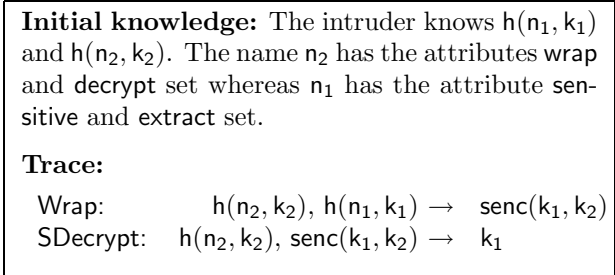 Initial knowledge: The intruder knows h(n₁, k₁)
and h(n₂, k₂). The name n₂ has the attributes wrap
and decrypt set whereas n₁ has the attribute sen-
sitive and extract set.
Trace:
Wrap: h(n₂, k₂), h(n₁, k₁) → senc(k₁, k₂)
SDecrypt: h(n₂, k₂), senc(k₁, k₂) → k₁